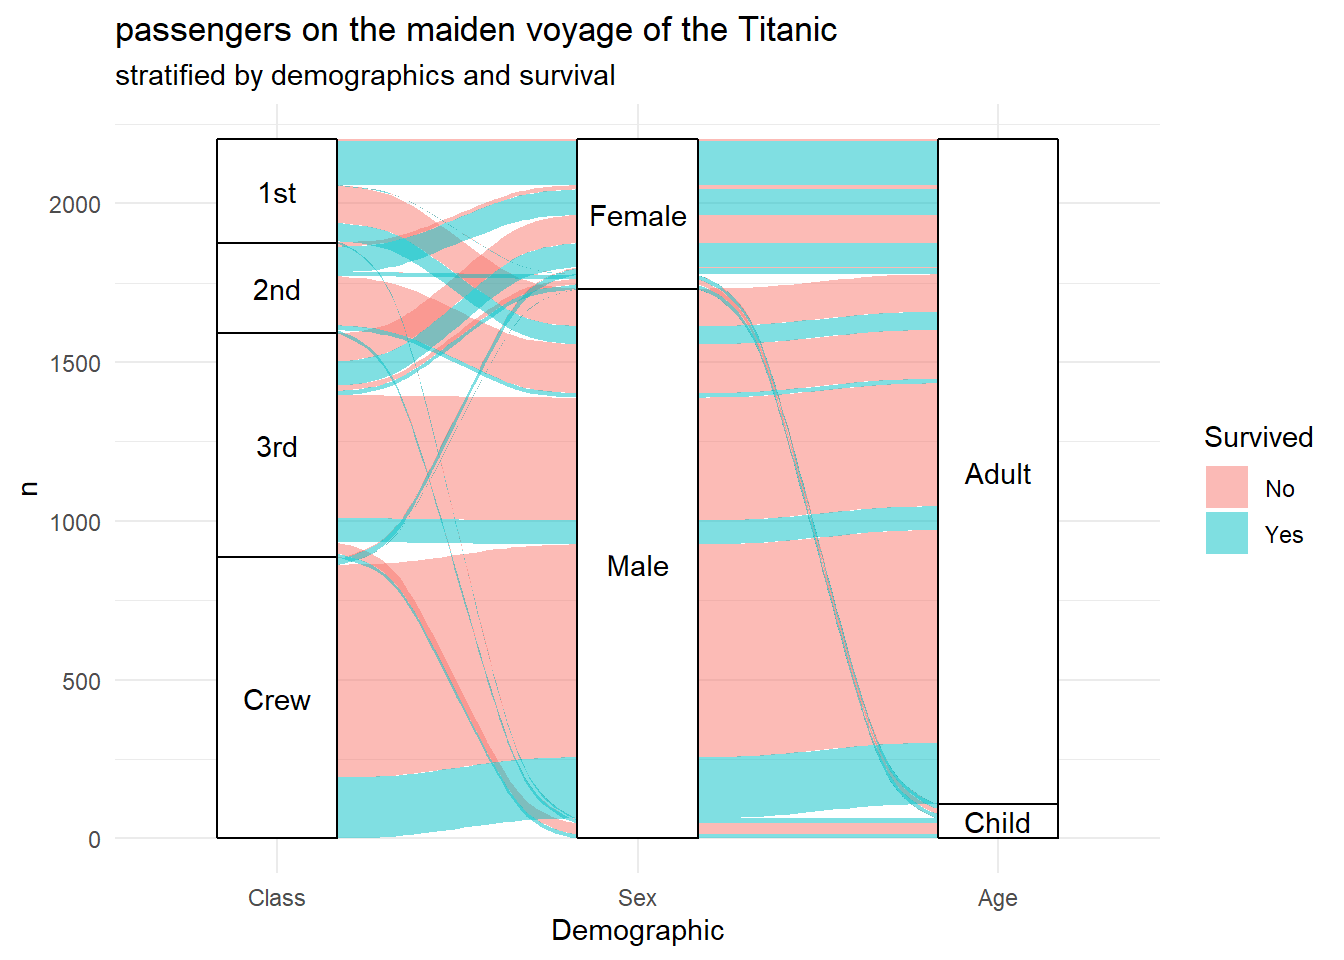 passengers on the maiden voyage of the Titanic
stratified by demographics and survival
n
2000
1500
1000
500
0
1st
2nd
3rd
Crew
Female
Male
Adult
Child
Class
Sex
Age
Demographic
Survived
No
Yes